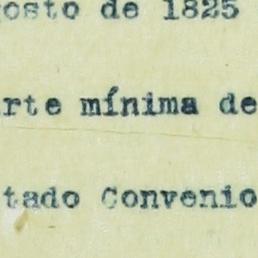 osto de 1825
rte mínima de
tado Convenio